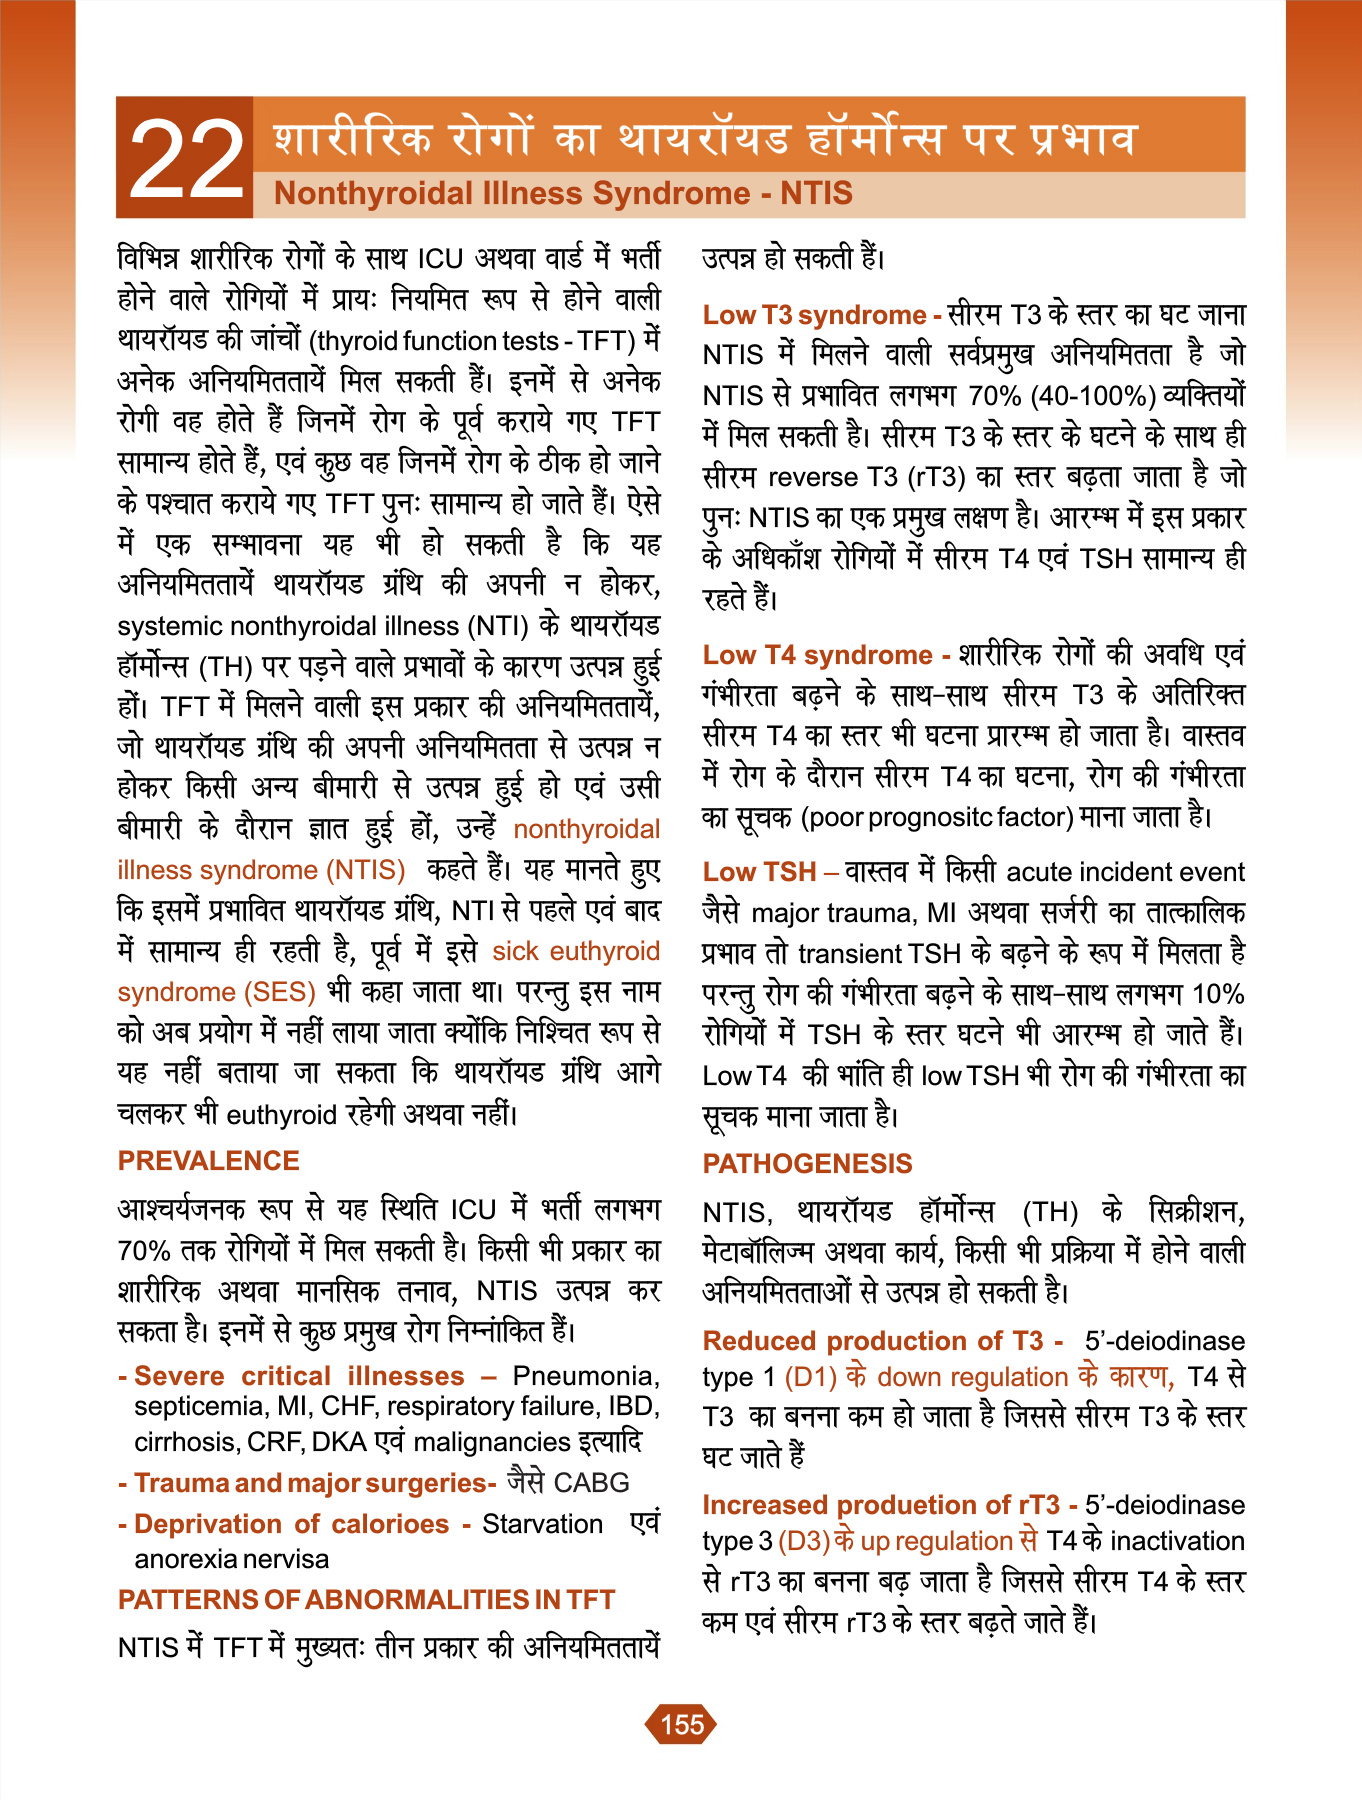 22
शारीरिक रोगों का थायरॉयड हॉर्मोन्स पर प्रभाव
Nonthyroidal Illness Syndrome - NTIS
विभिन्न शारीरिक रोगों के साथ ICU अथवा वार्ड में भर्ती
होने वाले रोगियों में प्रायः नियमित रूप से होने वाली
थायरॉयड की जांचों (thyroid function tests - TFT) में
अनेक अनियमिततायें मिल सकती हैं। इनमें से अनेक
रोगी वह होते हैं जिनमें रोग के पूर्व कराये गए TFT
सामान्य होते हैं, एवं कुछ वह जिनमें रोग के ठीक हो जाने
के पश्चात कराये गए TFT पुनः सामान्य हो जाते हैं। ऐसे
में एक सम्भावना यह भी हो सकती है कि यह
अनियमिततायें थायरॉयड ग्रंथि की अपनी न होकर,
systemic nonthyroidal illness (NTI) के थायरॉयड
हॉर्मोन्स (TH) पर पड़ने वाले प्रभावों के कारण उत्पन्न हुई
हों। TFT में मिलने वाली इस प्रकार की अनियमिततायें,
जो थायरॉयड ग्रंथि की अपनी अनियमितता से उत्पन्न न
होकर किसी अन्य बीमारी से उत्पन्न हुई हो एवं उसी
बीमारी के दौरान ज्ञात हुई हों, उन्हें nonthyroidal
illness syndrome (NTIS) कहते हैं। यह मानते हुए
कि इसमें प्रभावित थायरॉयड ग्रंथि, NTI से पहले एवं बाद
में सामान्य ही रहती है, पूर्व में इसे sick euthyroid
syndrome (SES) भी कहा जाता था। परन्तु इस नाम
को अब प्रयोग में नहीं लाया जाता क्योंकि निश्चित रूप से
यह नहीं बताया जा सकता कि थायरॉयड ग्रंथि आगे
चलकर भी euthyroid रहेगी अथवा नहीं।
PREVALENCE
आश्चर्यजनक रूप से यह स्थिति ICU में भर्ती लगभग
70% तक रोगियों में मिल सकती है। किसी भी प्रकार का
शारीरिक अथवा मानसिक तनाव, NTIS उत्पन्न कर
सकता है। इनमें से कुछ प्रमुख रोग निम्नांकित हैं।
- Severe critical illnesses – Pneumonia,
septicemia, MI, CHF, respiratory failure, IBD,
cirrhosis, CRF, DKA एवं malignancies इत्यादि
- Trauma and major surgeries- जैसे CABG
- Deprivation of calorioes - Starvation एवं
anorexia nervisa
PATTERNS OF ABNORMALITIES IN TFT
NTIS में TFT में मुख्यतः तीन प्रकार की अनियमिततायें
उत्पन्न हो सकती हैं।
Low T3 syndrome - सीरम T3 के स्तर का घट जाना
NTIS में मिलने वाली सर्वप्रमुख अनियमितता है जो
NTIS से प्रभावित लगभग 70% (40-100%) व्यक्तियों
में मिल सकती है। सीरम T3 के स्तर के घटने के साथ ही
सीरम reverse T3 (rT3) का स्तर बढ़ता जाता है जो
पुनः NTIS का एक प्रमुख लक्षण है। आरम्भ में इस प्रकार
के अधिकाँश रोगियों में सीरम T4 एवं TSH सामान्य ही
रहते हैं।
Low T4 syndrome - शारीरिक रोगों की अवधि एवं
गंभीरता बढ़ने के साथ-साथ सीरम T3 के अतिरिक्त
सीरम T4 का स्तर भी घटना प्रारम्भ हो जाता है। वास्तव
में रोग के दौरान सीरम T4 का घटना, रोग की गंभीरता
का सूचक (poor prognositc factor) माना जाता है।
Low TSH – वास्तव में किसी acute incident event
जैसे major trauma, MI अथवा सर्जरी का तात्कालिक
प्रभाव तो transient TSH के बढ़ने के रूप में मिलता है
परन्तु रोग की गंभीरता बढ़ने के साथ-साथ लगभग 10%
रोगियों में TSH के स्तर घटने भी आरम्भ हो जाते हैं।
Low T4 की भांति ही low TSH भी रोग की गंभीरता का
सूचक माना जाता है।
PATHOGENESIS
NTIS, थायरॉयड हॉर्मोन्स (TH) के सिक्रीशन,
मेटाबॉलिज्म अथवा कार्य, किसी भी प्रक्रिया में होने वाली
अनियमितताओं से उत्पन्न हो सकती है।
Reduced production of T3 - 5’-deiodinase
type 1 (D1) के down regulation के कारण, T4 से
T3 का बनना कम हो जाता है जिससे सीरम T3 के स्तर
घट जाते हैं
Increased produetion of rT3 - 5’-deiodinase
type 3 (D3) के up regulation से T4 के inactivation
से rT3 का बनना बढ़ जाता है जिससे सीरम T4 के स्तर
कम एवं सीरम rT3 के स्तर बढ़ते जाते हैं।
155